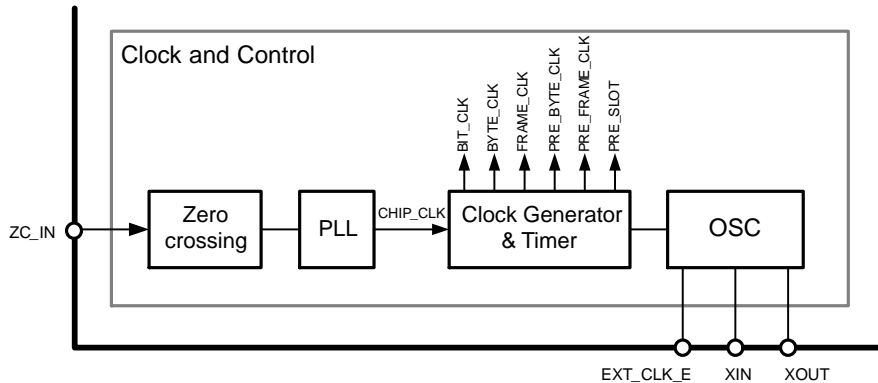 Clock and Control
BIT_CLK
BYTE_CLK
FRAME_CLK
PRE_BYTE_CLK
PRE_FRAME_CLK
PRE_SLOT
ZC_IN
Zero
crossing
PLL
CHIP_CLK
Clock Generator
& Timer
OSC
EXT_CLK_E
XIN
XOUT